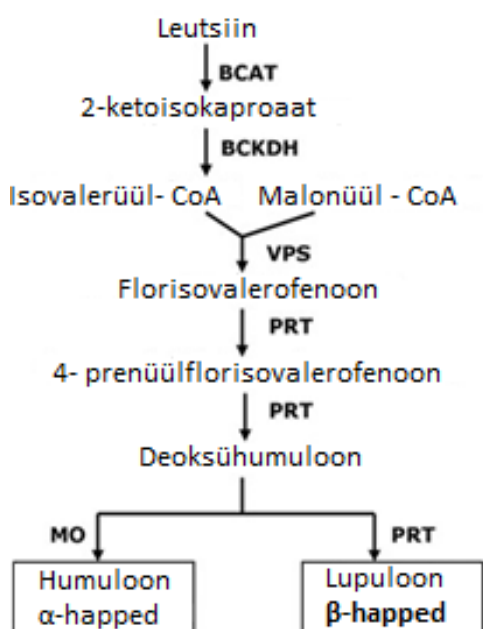 Leutsiin
BCAT
2-ketoisokaproaat
BCKDH
Isovalerüül- CoA Malonüül - CoA
VPS
Florisovalerofenoon
PRT
4- prenüülflorisovalerofenoon
PRT
Deoksühumuloon
MO PRT
Humuloon Lupuloon
α-happed β-happed